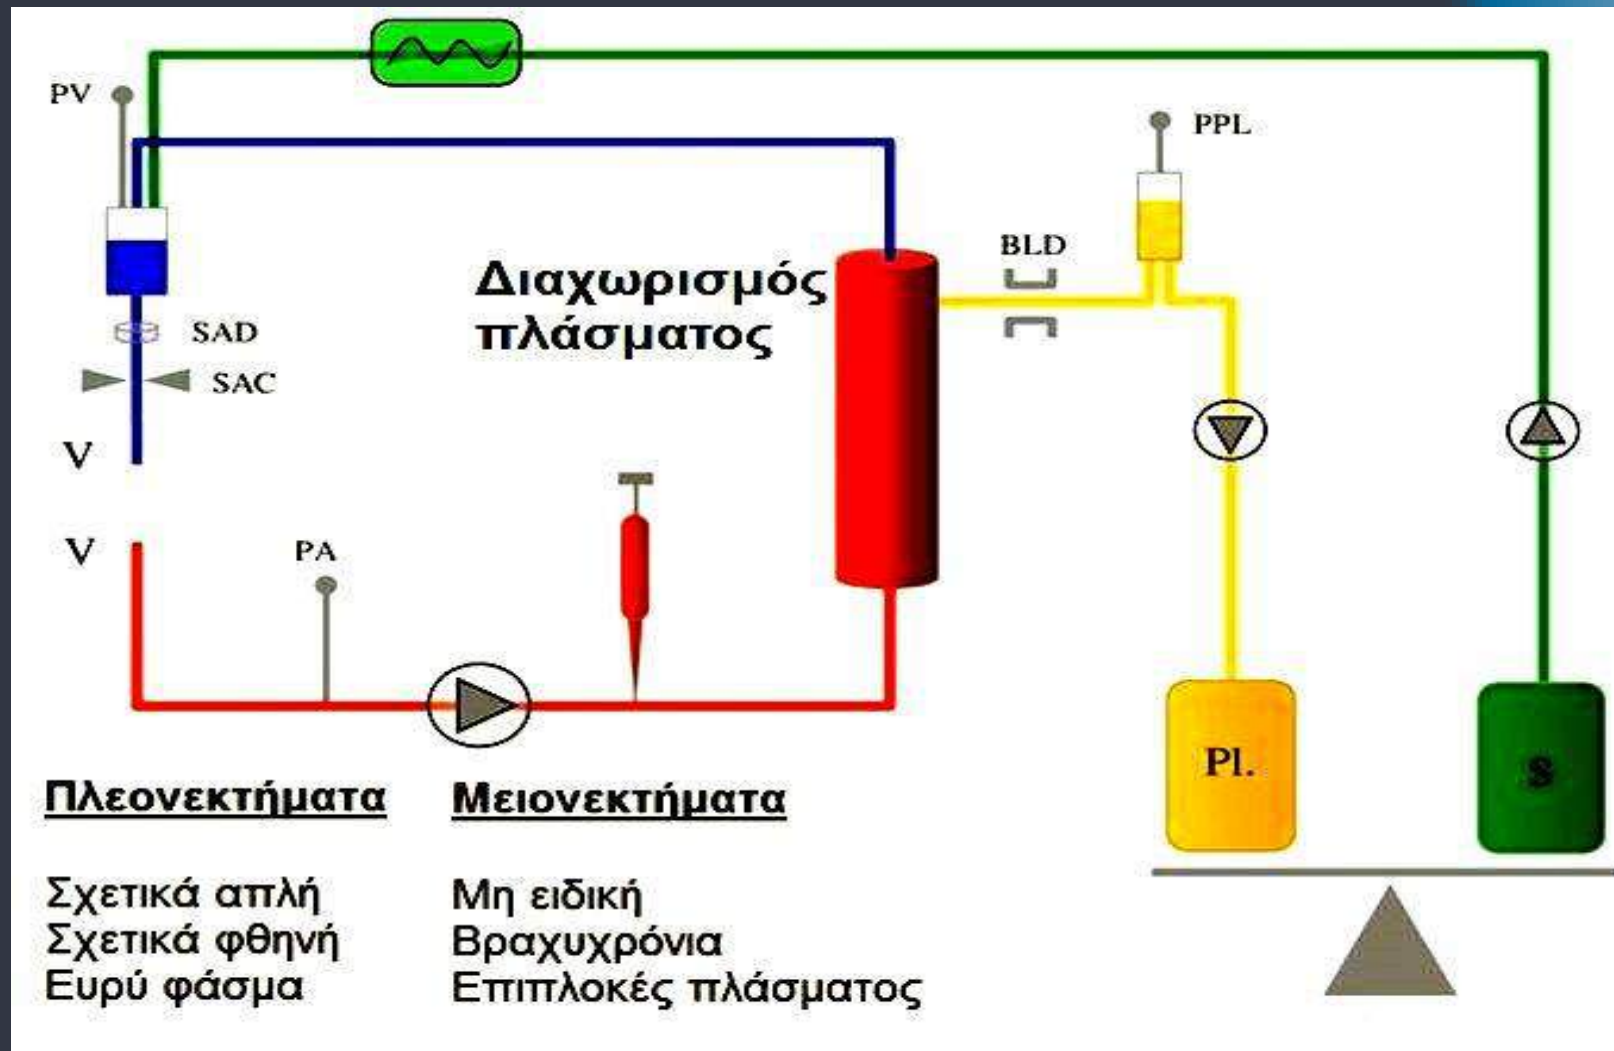 PV
PPL
BLD
Διαχωρισμός
πλάσματος
SAD
SAC
V
V
PA
Pl.
S
Πλεονεκτήματα
Σχετικά απλή
Σχετικά φθηνή
Ευρύ φάσμα
Μειονεκτήματα
Μη ειδική
Βραχυχρόνια
Επιπλοκές πλάσματος